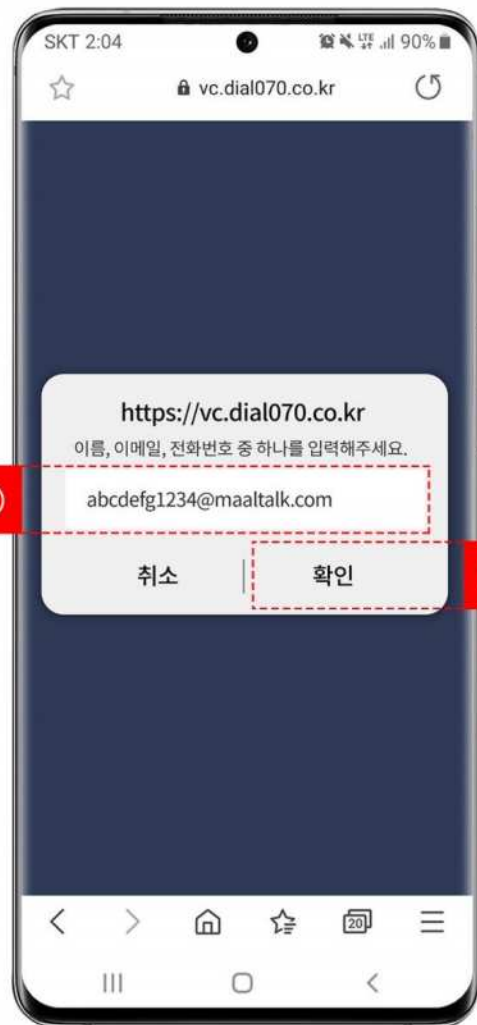 SKT 2:04
LTE 90%
vc.dial070.co.kr
https://vc.dial070.co.kr
이름, 이메일, 전화번호 중 하나를 입력해주세요.
abcdefg1234@maaltalk.com
취소 확인
20